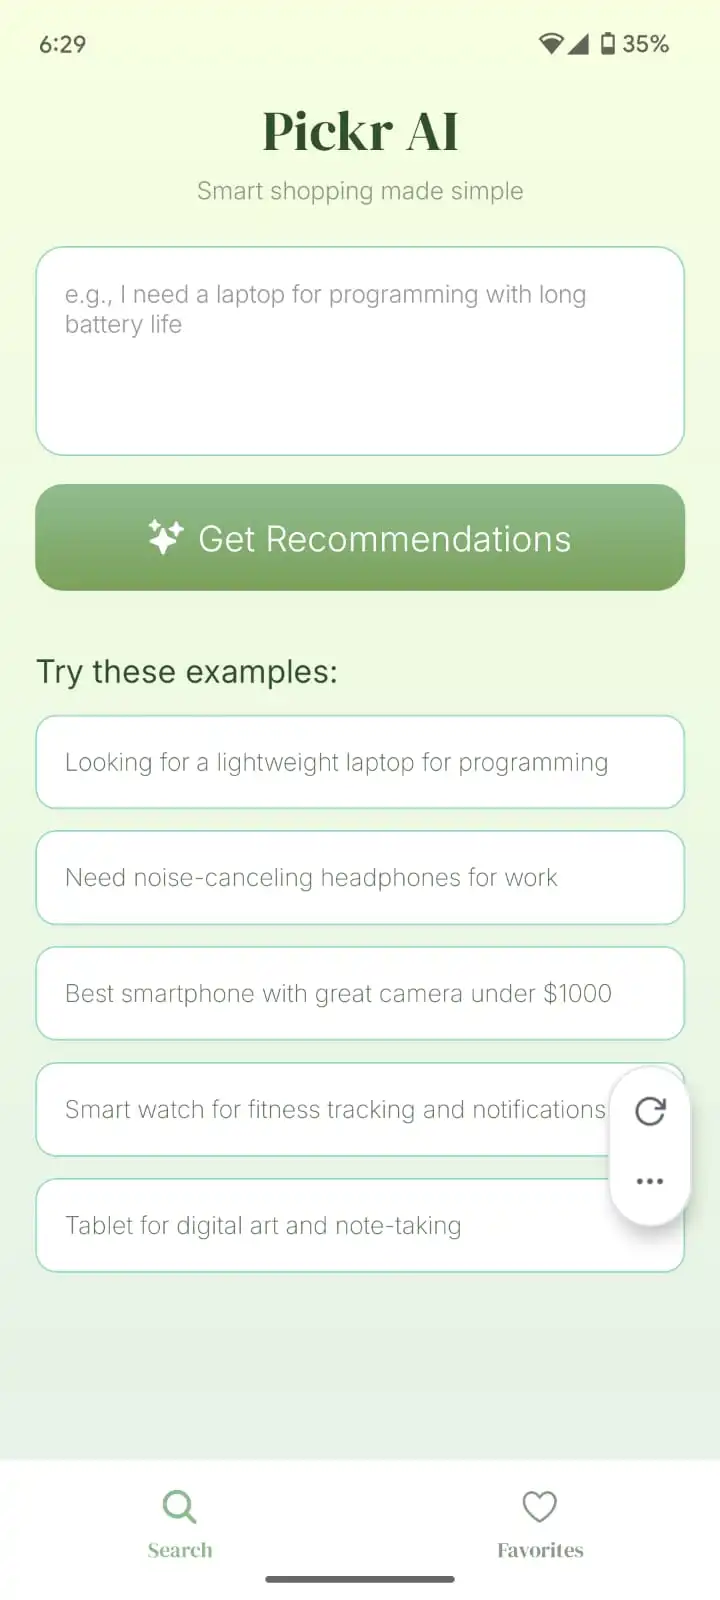 6:29
35%
Pickr AI
Smart shopping made simple
e.g., I need a laptop for programming with long
battery life
Get Recommendations
Try these examples:
Looking for a lightweight laptop for programming
Need noise-canceling headphones for work
Best smartphone with great camera under $1000
Smart watch for fitness tracking and notifications
Tablet for digital art and note-taking
Search
Favorites